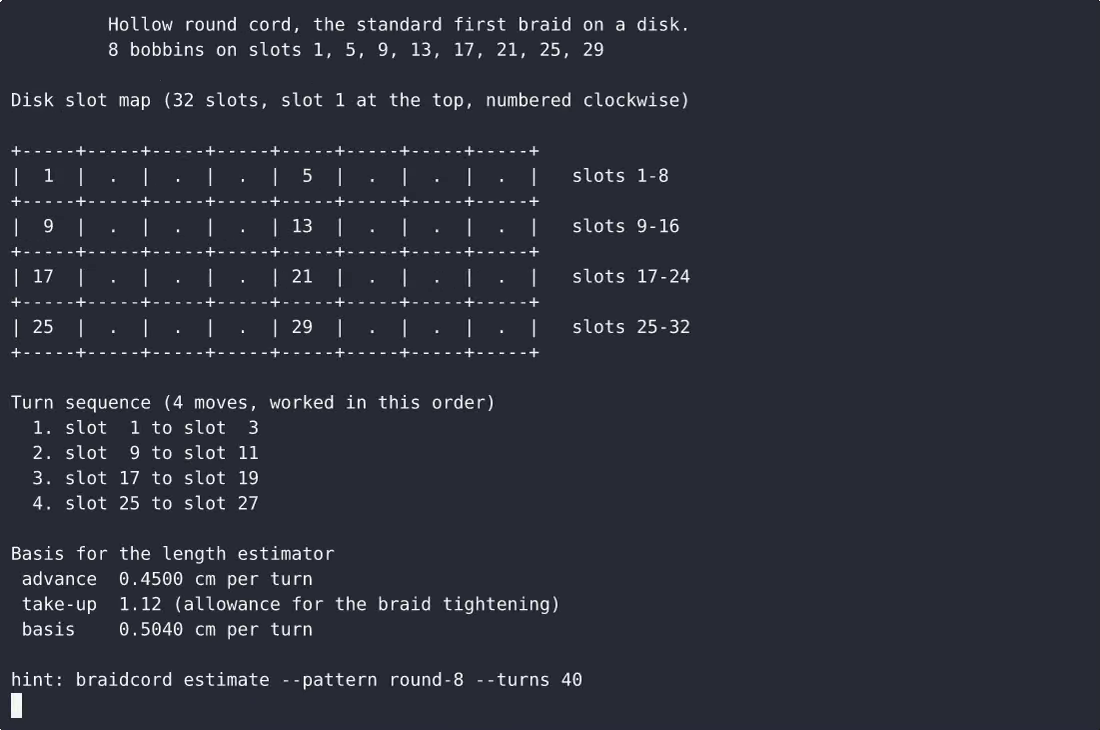 Hollow round cord, the standard first braid on a disk.
         8 bobbins on slots 1, 5, 9, 13, 17, 21, 25, 29

Disk slot map (32 slots, slot 1 at the top, numbered clockwise)

+-----+-----+-----+-----+-----+-----+-----+-----+
|  1  |  .  |  .  |  .  |  5  |  .  |  .  |  .  |   slots 1-8
+-----+-----+-----+-----+-----+-----+-----+-----+
|  9  |  .  |  .  |  .  | 13  |  .  |  .  |  .  |   slots 9-16
+-----+-----+-----+-----+-----+-----+-----+-----+
| 17  |  .  |  .  |  .  | 21  |  .  |  .  |  .  |   slots 17-24
+-----+-----+-----+-----+-----+-----+-----+-----+
| 25  |  .  |  .  |  .  | 29  |  .  |  .  |  .  |   slots 25-32
+-----+-----+-----+-----+-----+-----+-----+-----+

Turn sequence (4 moves, worked in this order)
  1. slot  1 to slot  3
  2. slot  9 to slot 11
  3. slot 17 to slot 19
  4. slot 25 to slot 27

Basis for the length estimator
 advance  0.4500 cm per turn
 take-up  1.12 (allowance for the braid tightening)
 basis    0.5040 cm per turn

hint: braidcord estimate --pattern round-8 --turns 40